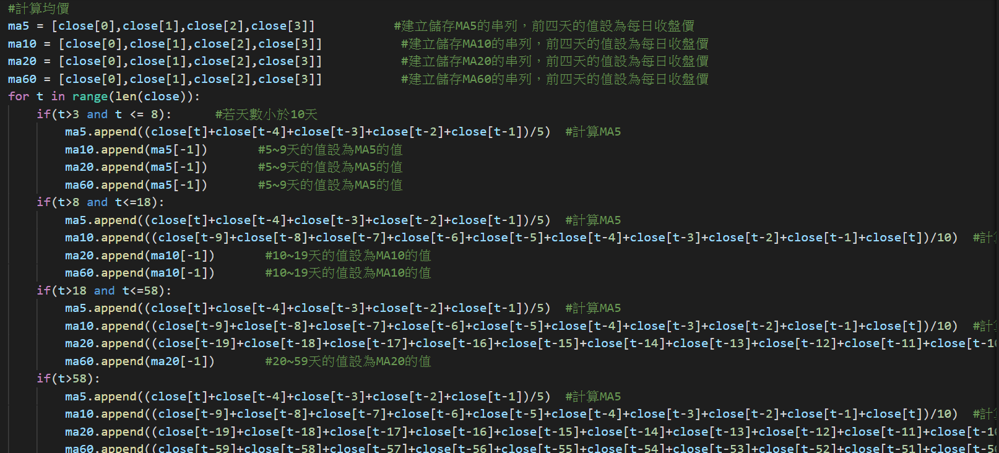 #計算均價
ma5 = [close[0],close[1],close[2],close[3]]           #建立儲存MA5的串列，前四天的值設為每日收盤價
ma10 = [close[0],close[1],close[2],close[3]]           #建立儲存MA10的串列，前四天的值設為每日收盤價
ma20 = [close[0],close[1],close[2],close[3]]           #建立儲存MA20的串列，前四天的值設為每日收盤價
ma60 = [close[0],close[1],close[2],close[3]]           #建立儲存MA60的串列，前四天的值設為每日收盤價
for t in range(len(close)):
    if(t>3 and t <= 8):      #若天數小於10天
        ma5.append((close[t]+close[t-4]+close[t-3]+close[t-2]+close[t-1])/5)  #計算MA5
        ma10.append(ma5[-1])       #5~9天的值設為MA5的值
        ma20.append(ma5[-1])       #5~9天的值設為MA5的值
        ma60.append(ma5[-1])       #5~9天的值設為MA5的值
    if(t>8 and t<=18):
        ma5.append((close[t]+close[t-4]+close[t-3]+close[t-2]+close[t-1])/5)  #計算MA5
        ma10.append((close[t-9]+close[t-8]+close[t-7]+close[t-6]+close[t-5]+close[t-4]+close[t-3]+close[t-2]+close[t-1]+close[t])/10)  #計
        ma20.append(ma10[-1])       #10~19天的值設為MA10的值
        ma60.append(ma10[-1])       #10~19天的值設為MA10的值
    if(t>18 and t<=58):
        ma5.append((close[t]+close[t-4]+close[t-3]+close[t-2]+close[t-1])/5)  #計算MA5
        ma10.append((close[t-9]+close[t-8]+close[t-7]+close[t-6]+close[t-5]+close[t-4]+close[t-3]+close[t-2]+close[t-1]+close[t])/10)  #計
        ma20.append((close[t-19]+close[t-18]+close[t-17]+close[t-16]+close[t-15]+close[t-14]+close[t-13]+close[t-12]+close[t-11]+close[t-1
        ma60.append(ma20[-1])       #20~59天的值設為MA20的值
    if(t>58):
        ma5.append((close[t]+close[t-4]+close[t-3]+close[t-2]+close[t-1])/5)  #計算MA5
        ma10.append((close[t-9]+close[t-8]+close[t-7]+close[t-6]+close[t-5]+close[t-4]+close[t-3]+close[t-2]+close[t-1]+close[t])/10)  #計
        ma20.append((close[t-19]+close[t-18]+close[t-17]+close[t-16]+close[t-15]+close[t-14]+close[t-13]+close[t-12]+close[t-11]+close[t-1
        ma60.append((close[t-59]+close[t-58]+close[t-57]+close[t-56]+close[t-55]+close[t-54]+close[t-53]+close[t-52]+close[t-51]+close[t-5